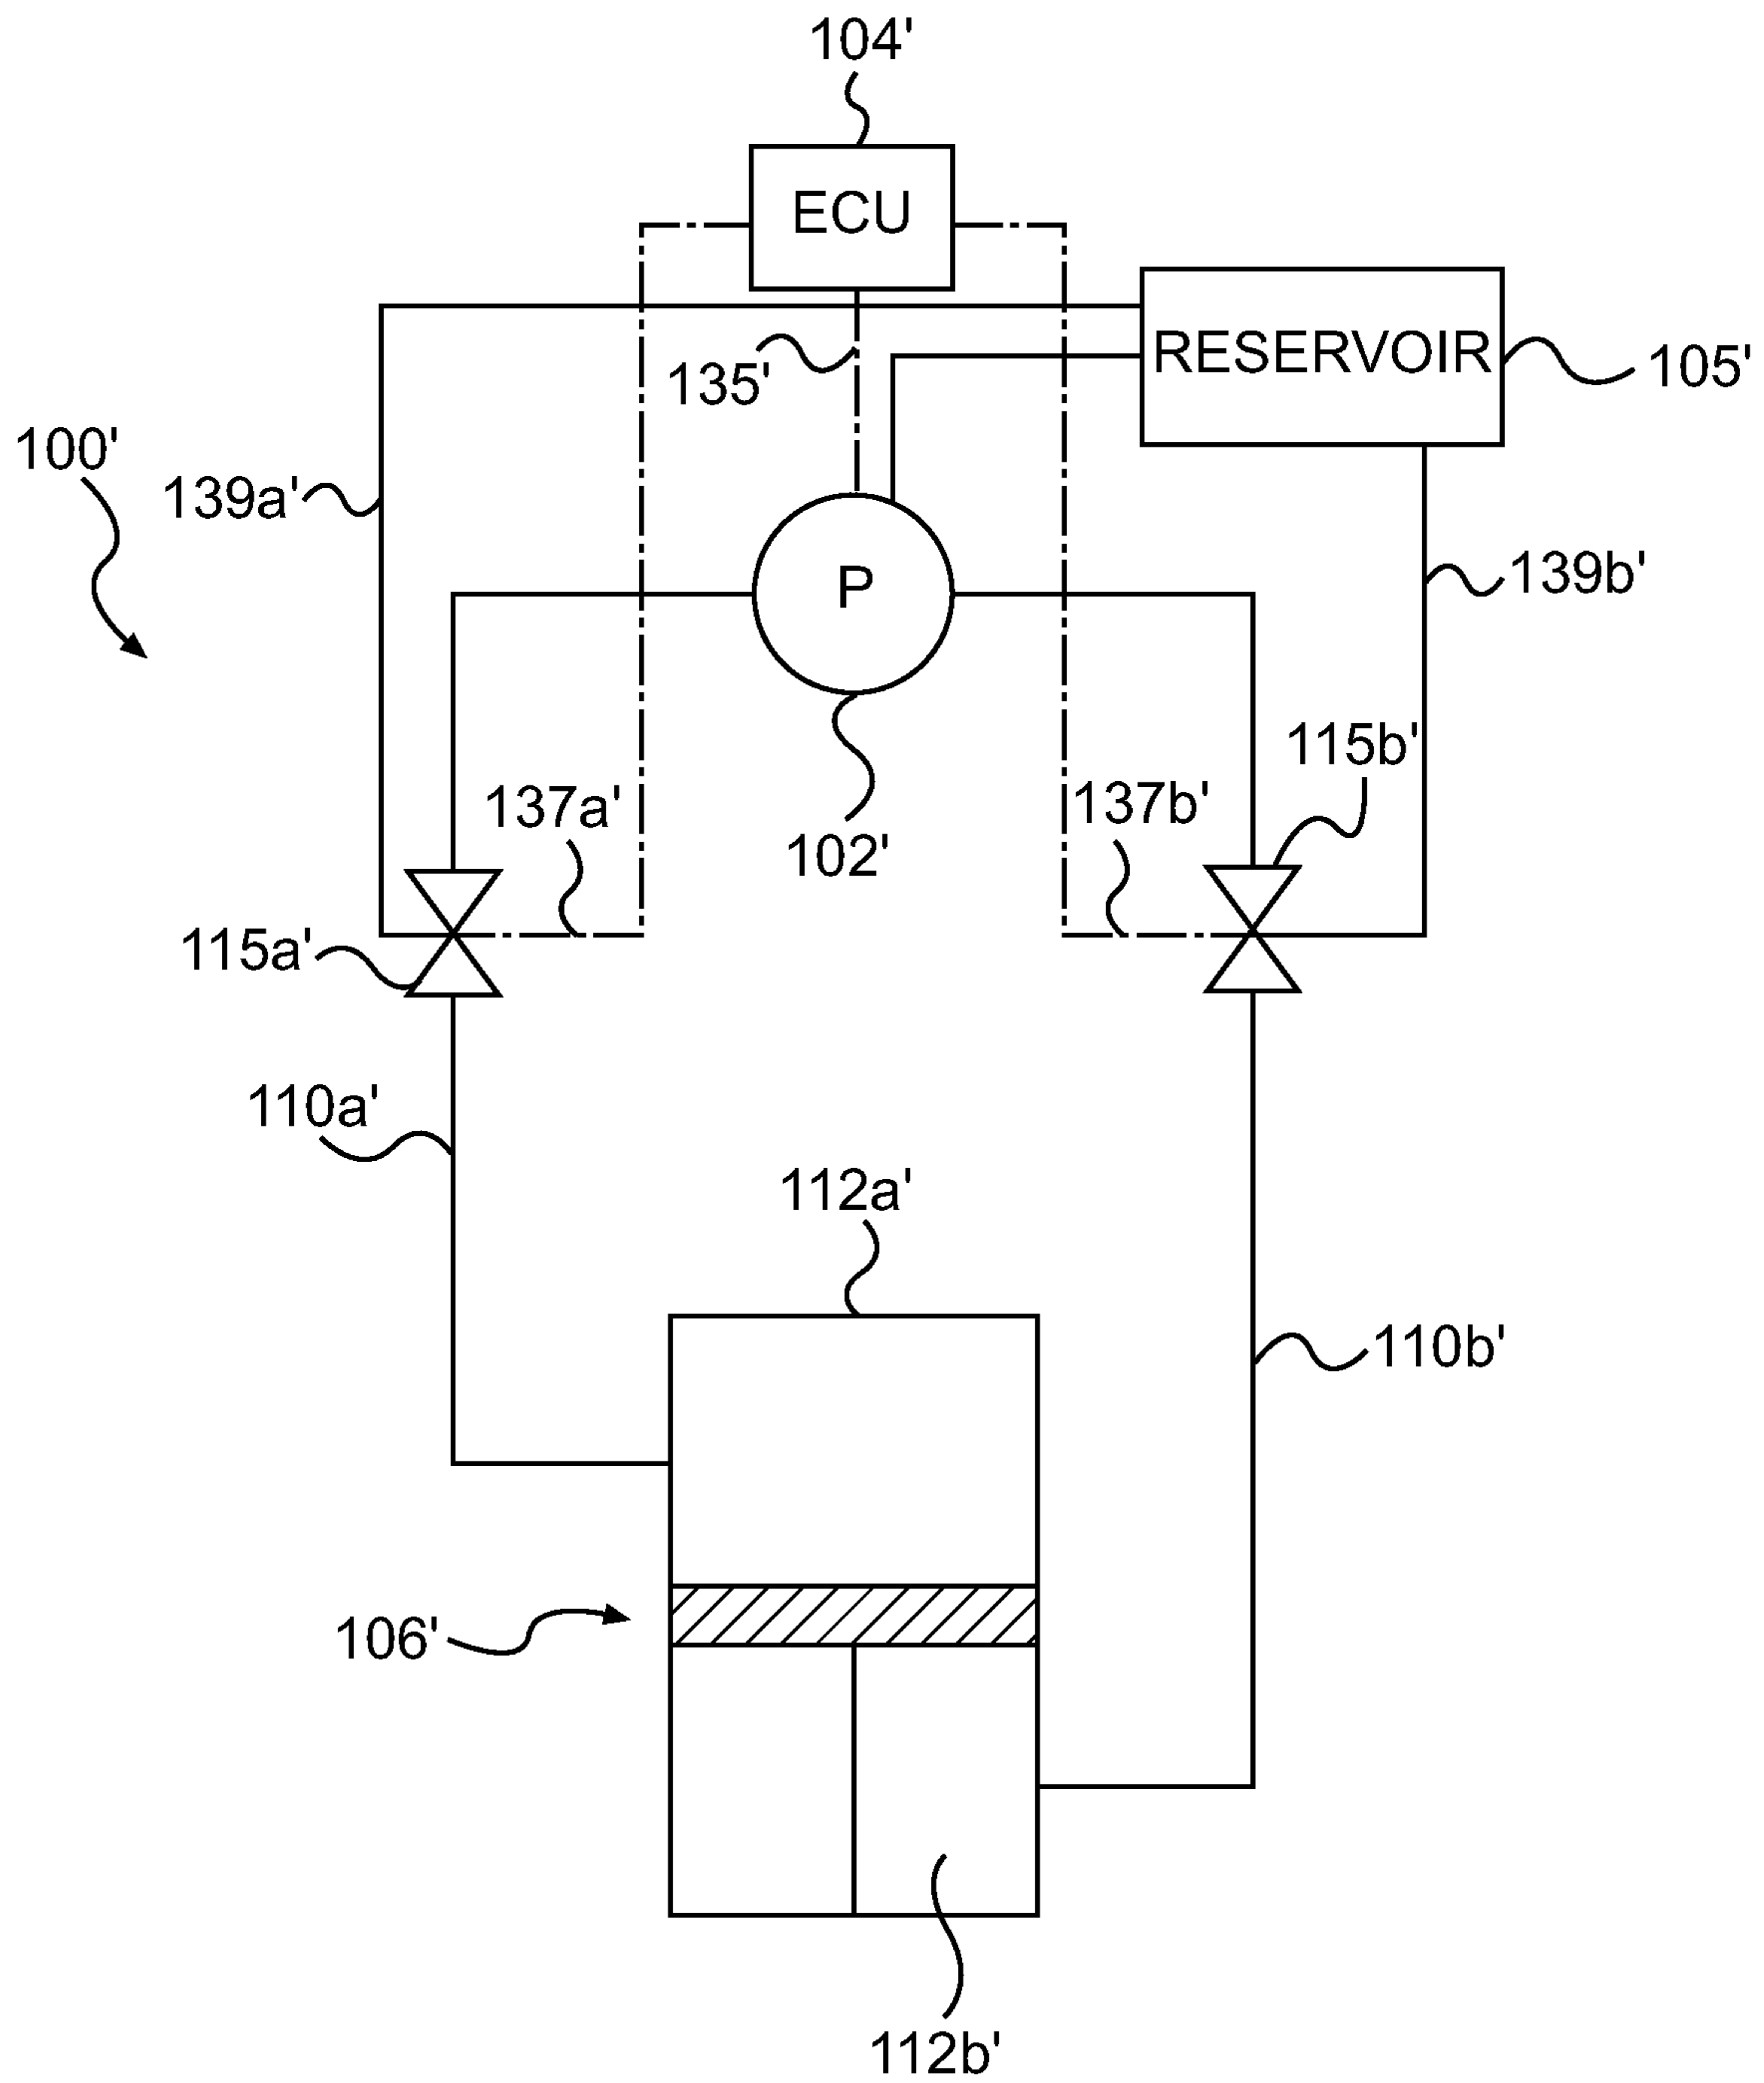 104'
ECU
RESERVOIR
105'
135'
100'
139a'
139b'
P
115b'
137a'
137b'
102'
115a'
110a'
112a'
110b'
106'
112b'